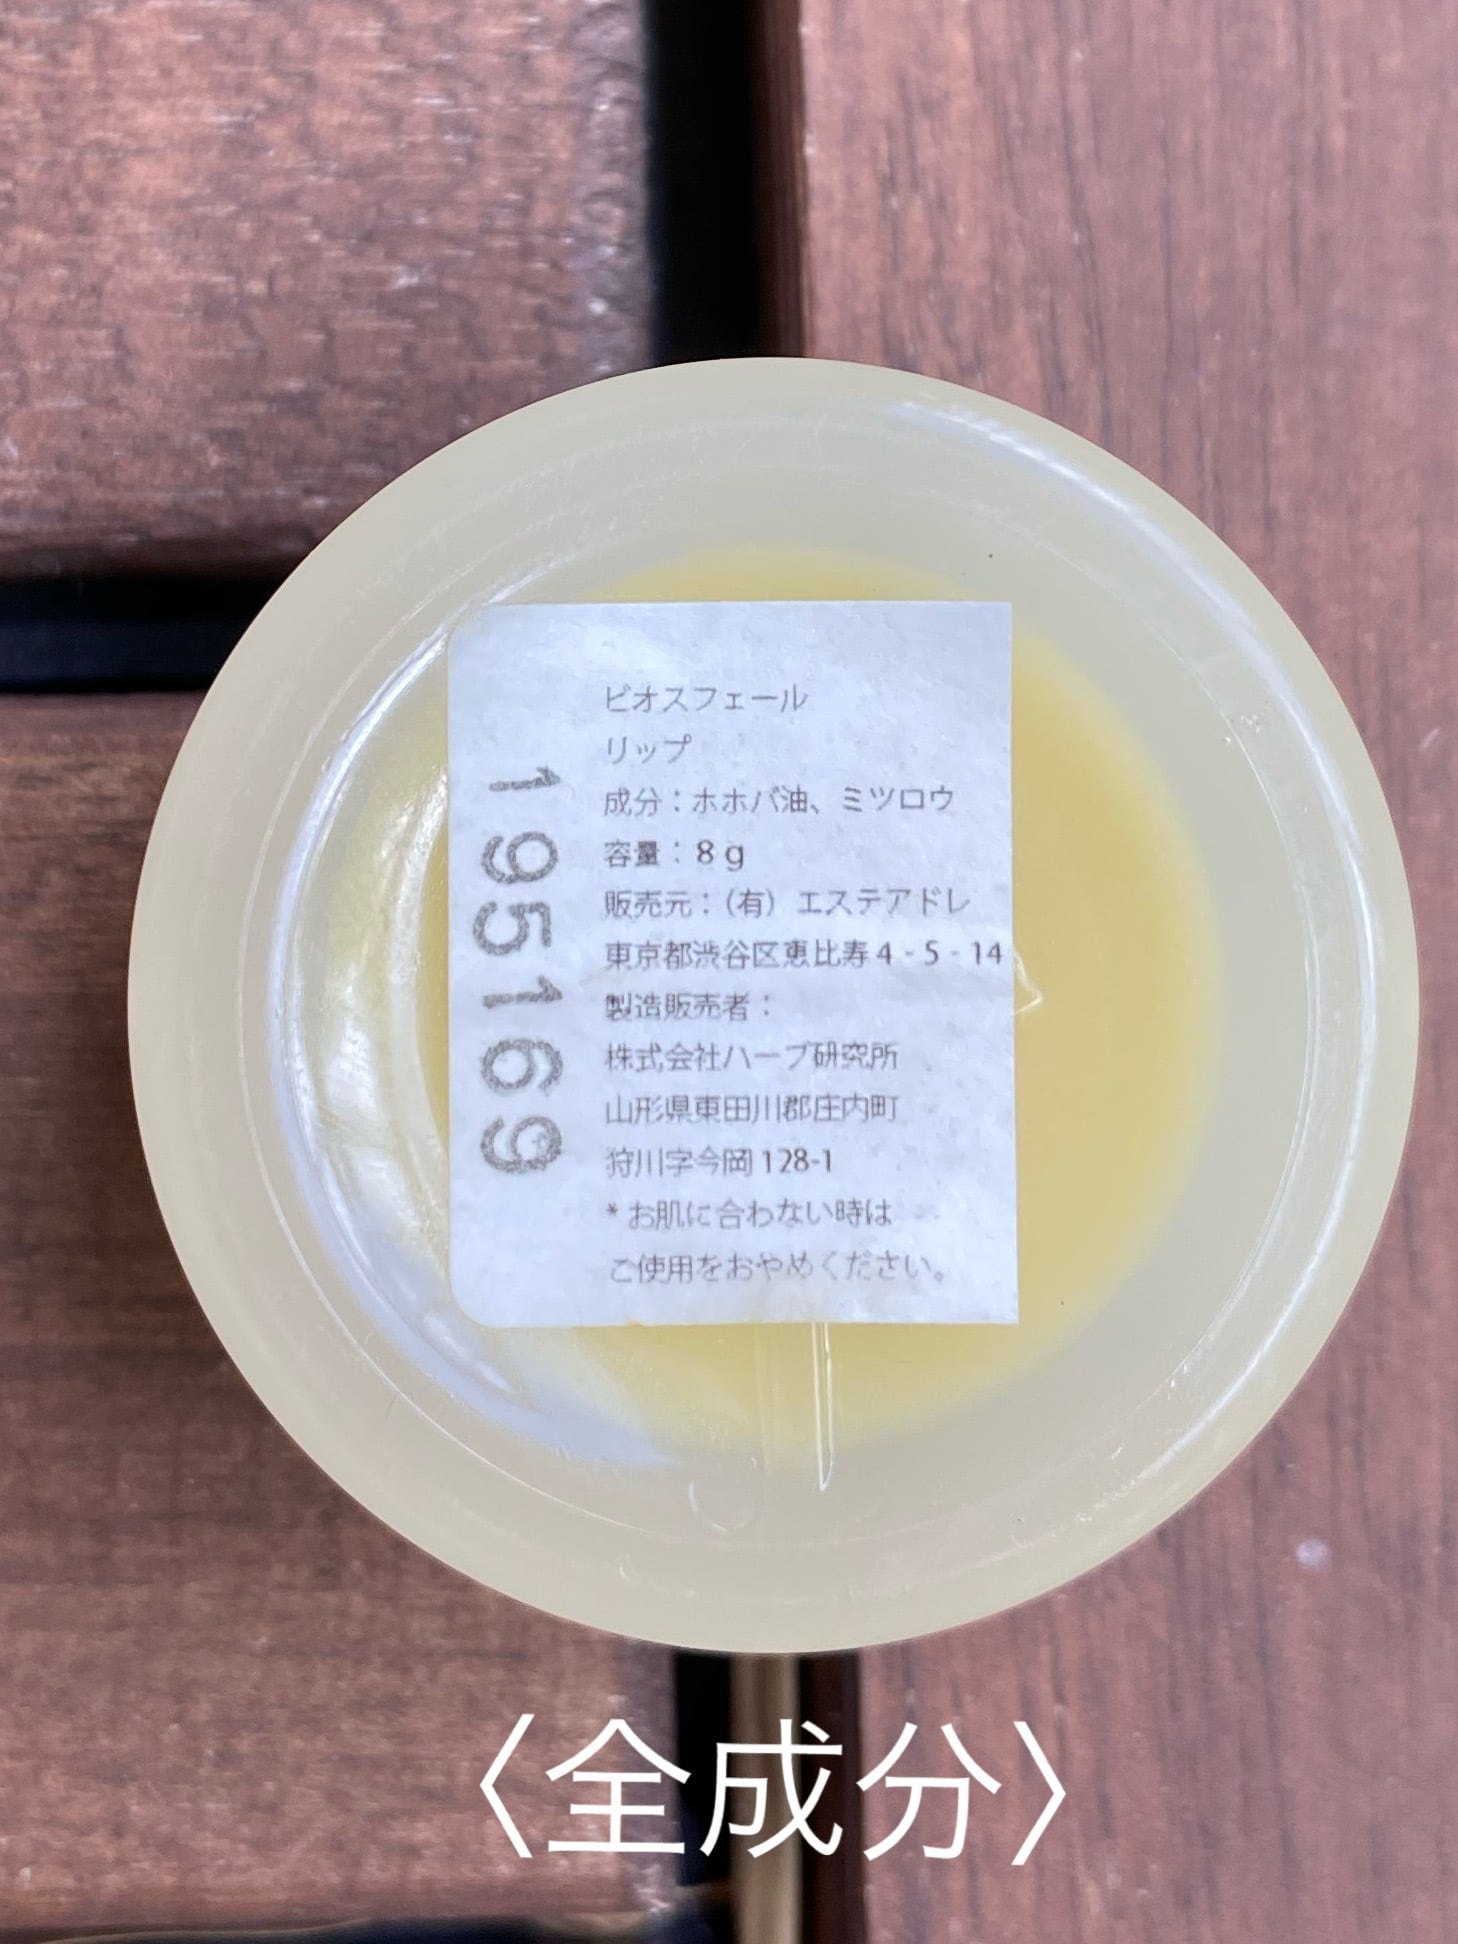 ビオスフェール
リップ
成分：ホホバ油、ミツロウ
容量：8g
販売元：（有）エステアドレ
東京都渋谷区恵比寿4-5-14
製造販売者：
株式会社ハーブ研究所
山形県東田川郡庄内町
狩川字今岡128-1
*お肌に合わない時は
ご使用をおやめください。
195169
〈全成分〉